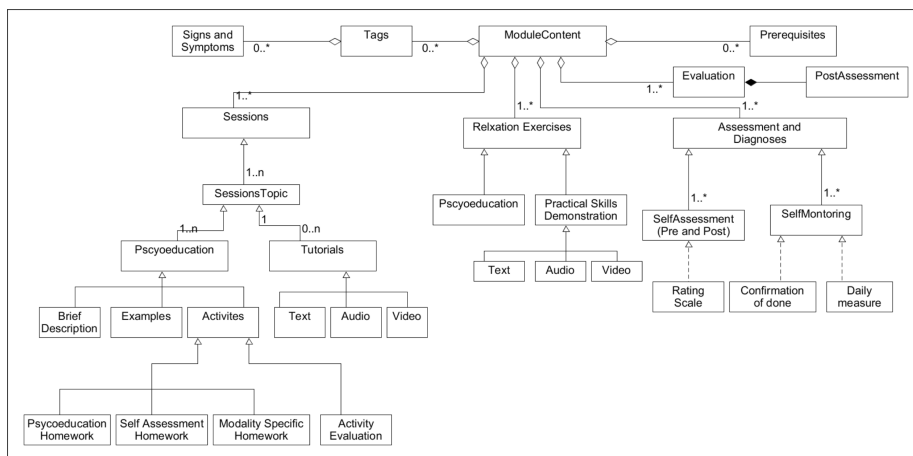 Signs and
Symptoms
0..*
Tags
0..*
ModuleContent
0..*
Prerequisites
1..*
Evaluation
PostAssessment
1..*
Sessions
1..*
Relxation Exercises
1..*
Assessment and
Diagnoses
1..n
SessionsTopic
Pscyoeducation
Practical Skills
Demonstration
1..*
SelfAssessment
(Pre and Post)
1..*
SelfMontoring
1..n
Pscyoeducation
1
0..n
Tutorials
Text
Audio
Video
Rating
Scale
Confirmation
of done
Daily
measure
Brief
Description
Examples
Activites
Text
Audio
Video
Psycoeducation
Homework
Self Assessment
Homework
Modality Specific
Homework
Activity
Evaluation